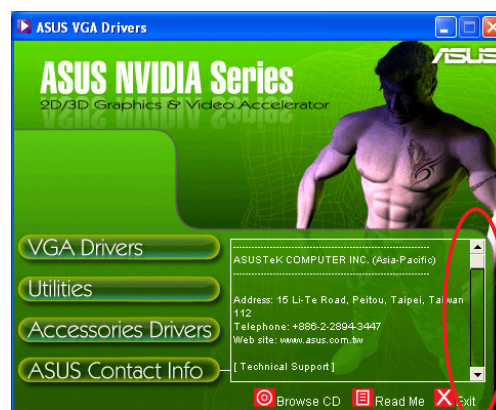 ASUS VGA Drivers
/SUS
ASUS NVIDIA Series
2D/3D Graphics & Video Accelerator
VGA Drivers
Utilities
Accessories Drivers
ASUS Contact Info
ASUSTeK COMPUTER INC. (Asia-Pacific)
Address: 15 Li-Te Road, Peitou, Taipei, Taiwan
112
Telephone: +886-2-2894-3447
Web site: www.asus.com.tw
[ Technical Support ]
Browse CD
Read Me
Exit